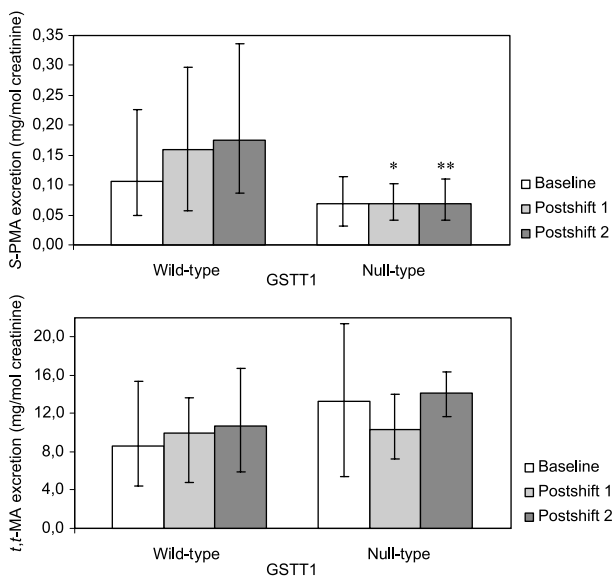 S-PMA excretion (mg/mol creatinine)
0,35
0,30
0,25
0,20
0,15
0,10
0,05
0,00
*
**
Baseline
Postshift 1
Postshift 2
Wild-type
Null-type
GSTT1
t,t-MA excretion (mg/mol creatinine)
20,0
16,0
12,0
8,0
4,0
0,0
Baseline
Postshift 1
Postshift 2
Wild-type
Null-type
GSTT1